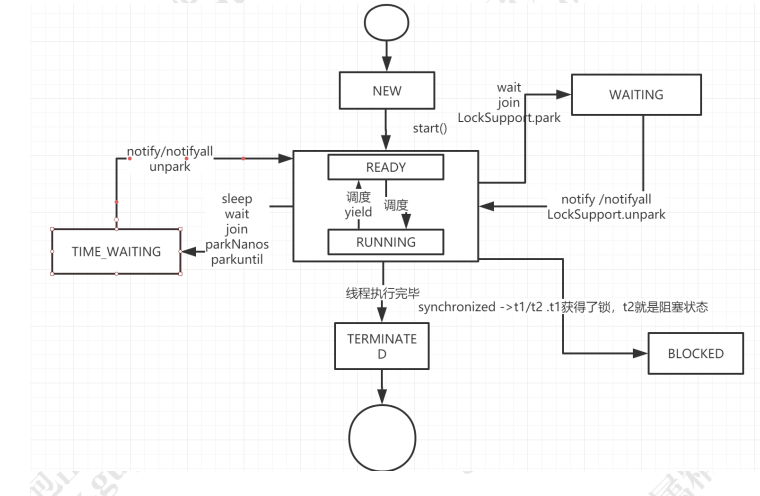 NEW
wait
join
LockSupport.park
WAITING
start()
notify/notifyall
unpark
READY
sleep
wait
join
parkNanos
parkuntil
调度
yield
调度
notify /notifyall
LockSupport.unpark
TIME_WAITING
RUNNING
线程执行完毕
synchronized ->t1/t2 .t1获得了锁，t2就是阻塞状态
TERMINATE
D
BLOCKED